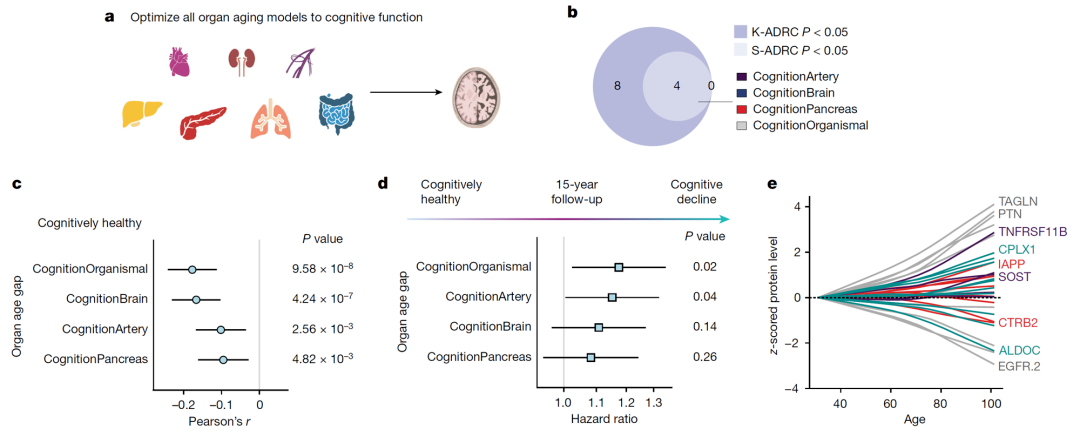 a
Optimize all organ aging models to cognitive function
b
8
4
0
K-ADRC P < 0.05
S-ADRC P < 0.05
CognitionArtery
CognitionBrain
CognitionPancreas
CognitionOrganismal
c
Cognitively healthy
P value
Organ age gap
CognitionOrganismal
9.58 × 10⁻⁸
CognitionBrain
4.24 × 10⁻⁷
CognitionArtery
2.56 × 10⁻³
CognitionPancreas
4.82 × 10⁻³
−0.2
−0.1
0
Pearson's r
d
Cognitively
healthy
15-year
follow-up
Cognitive
decline
P value
Organ age gap
CognitionOrganismal
0.02
CognitionArtery
0.04
CognitionBrain
0.14
CognitionPancreas
0.26
1.0
1.1
1.2
1.3
Hazard ratio
e
z-scored protein level
4
2
0
−2
−4
TAGLN
PTN
TNFRSF11B
CPLX1
IAPP
SOST
CTRB2
ALDOC
EGFR.2
40
60
80
100
Age